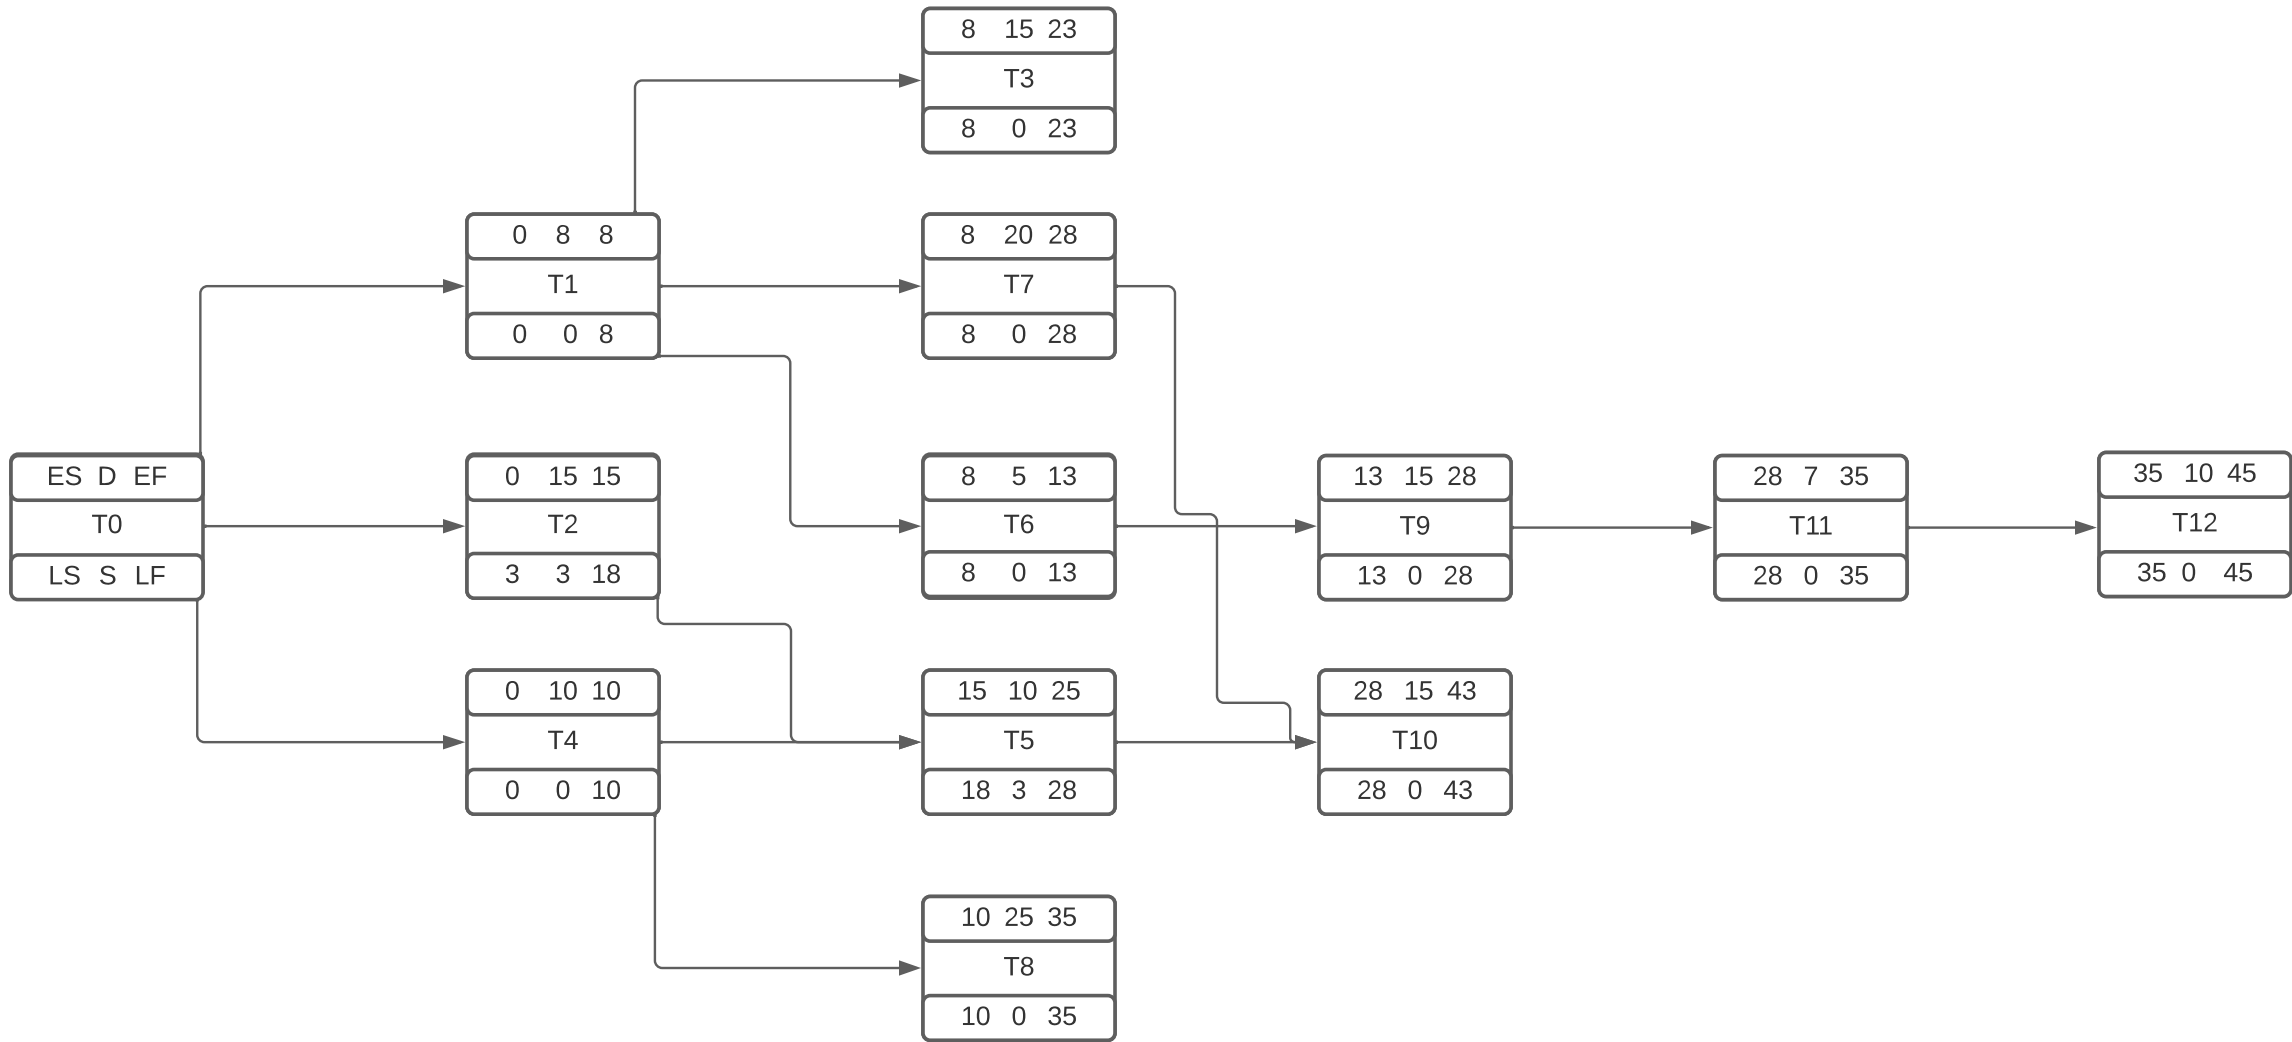 8 15 23
T3
8 0 23
0 8 8
T1
0 0 8
8 20 28
T7
8 0 28
ES D EF
T0
LS S LF
0 15 15
T2
3 3 18
8 5 13
T6
8 0 13
13 15 28
T9
13 0 28
28 7 35
T11
28 0 35
35 10 45
T12
35 0 45
0 10 10
T4
0 0 10
15 10 25
T5
18 3 28
28 15 43
T10
28 0 43
10 25 35
T8
10 0 35